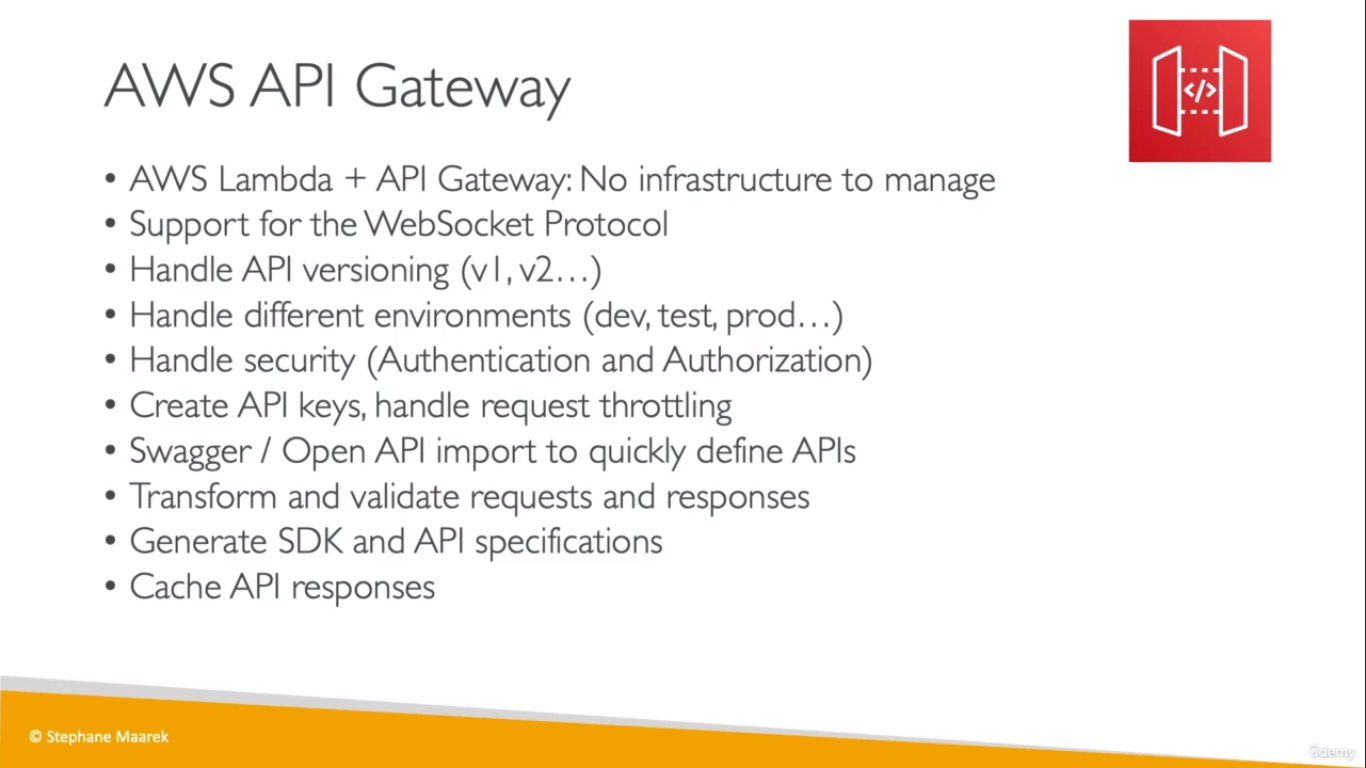 AWS API Gateway
</>
• AWS Lambda + API Gateway: No infrastructure to manage
• Support for the WebSocket Protocol
• Handle API versioning (v1, v2…)
• Handle different environments (dev, test, prod…)
• Handle security (Authentication and Authorization)
• Create API keys, handle request throttling
• Swagger / Open API import to quickly define APIs
• Transform and validate requests and responses
• Generate SDK and API specifications
• Cache API responses
© Stephane Maarek
ûdemy